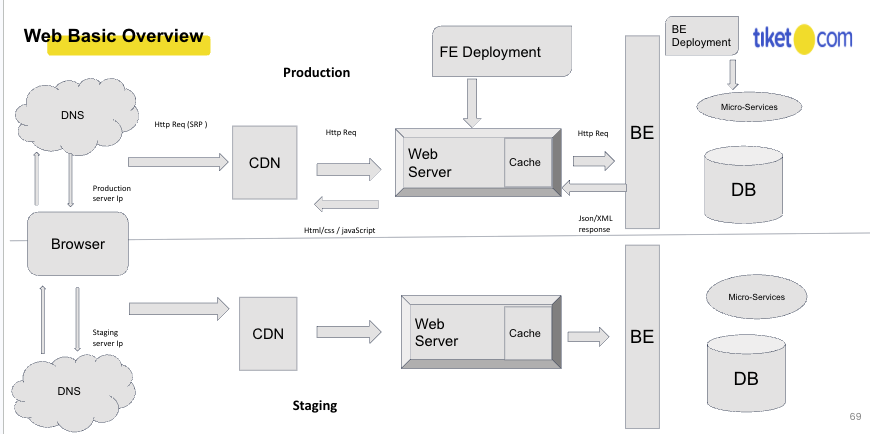 Web Basic Overview
Production
FE Deployment
BE
Deployment
tiket com
DNS
Http Req (SRP )
Http Req
Http Req
Micro-Services
CDN
Web
Server
Cache
BE
DB
Production
server Ip
Html/css / javaScript
Json/XML
response
Browser
Staging
server Ip
CDN
Web
Server
Cache
BE
Micro-Services
DB
DNS
Staging
69